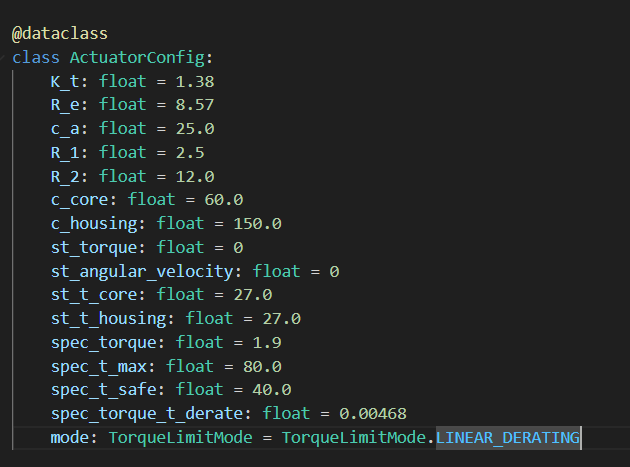 @dataclass
class ActuatorConfig:
    K_t: float = 1.38
    R_e: float = 8.57
    c_a: float = 25.0
    R_1: float = 2.5
    R_2: float = 12.0
    c_core: float = 60.0
    c_housing: float = 150.0
    st_torque: float = 0
    st_angular_velocity: float = 0
    st_t_core: float = 27.0
    st_t_housing: float = 27.0
    spec_torque: float = 1.9
    spec_t_max: float = 80.0
    spec_t_safe: float = 40.0
    spec_torque_t_derate: float = 0.00468
    mode: TorqueLimitMode = TorqueLimitMode.LINEAR_DERATING